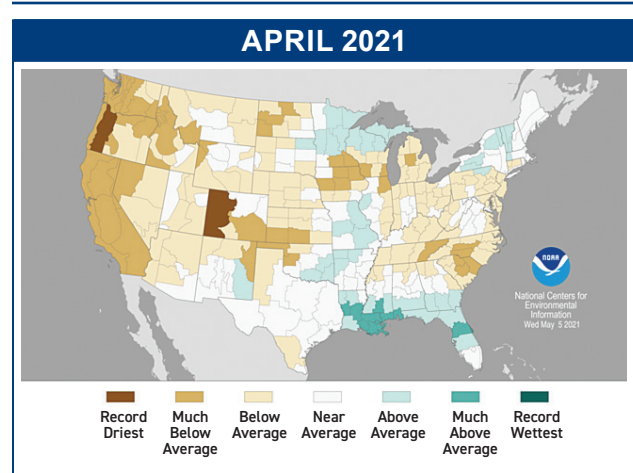 APRIL 2021
NOAA
National Centers for
Environmental
Information
Wed May 5 2021
Record
Driest
Much
Below
Average
Below
Average
Near
Average
Above
Average
Much
Above
Average
Record
Wettest